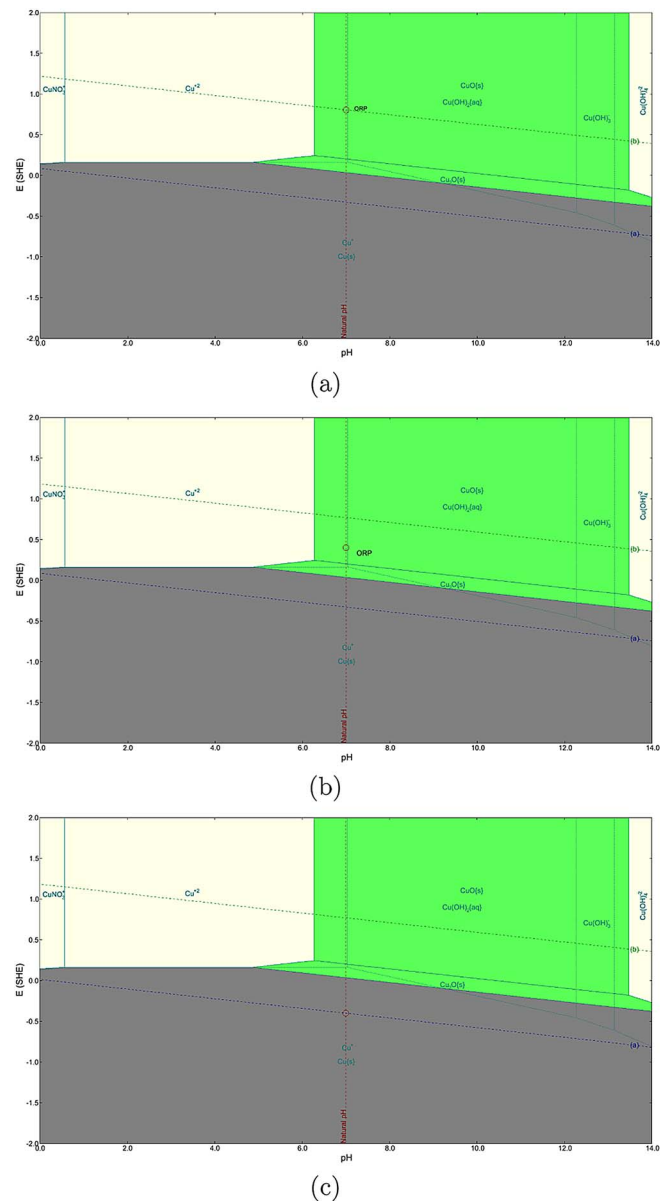 2.0
CuO{s}
CuNO₃⁺
Cu⁺²
Cu(OH)₂{aq}
Cu(OH)₄⁻²
1.5
1.0
ORP
Cu(OH)₃⁻
E (SHE)
0.5
(b)
0.0
Cu₂O{s}
-0.5
(a)
Cu⁺
-1.0
Cu{s}
-1.5
Natural pH
-2.0
0.0 2.0 4.0 6.0 8.0 10.0 12.0 14.0
pH
(a)
2.0
1.5
CuO{s}
CuNO₃⁺
Cu⁺²
Cu(OH)₂{aq}
Cu(OH)₄⁻²
1.0
Cu(OH)₃⁻
E (SHE)
0.5
ORP
(b)
0.0
Cu₂O{s}
-0.5
(a)
Cu⁺
-1.0
Cu{s}
-1.5
Natural pH
-2.0
0.0 2.0 4.0 6.0 8.0 10.0 12.0 14.0
pH
(b)
2.0
1.5
CuO{s}
CuNO₃⁺
Cu⁺²
Cu(OH)₂{aq}
Cu(OH)₄⁻²
1.0
Cu(OH)₃⁻
E (SHE)
0.5
(b)
0.0
Cu₂O{s}
-0.5
(a)
Cu⁺
-1.0
Cu{s}
-1.5
Natural pH
-2.0
0.0 2.0 4.0 6.0 8.0 10.0 12.0 14.0
pH
(c)